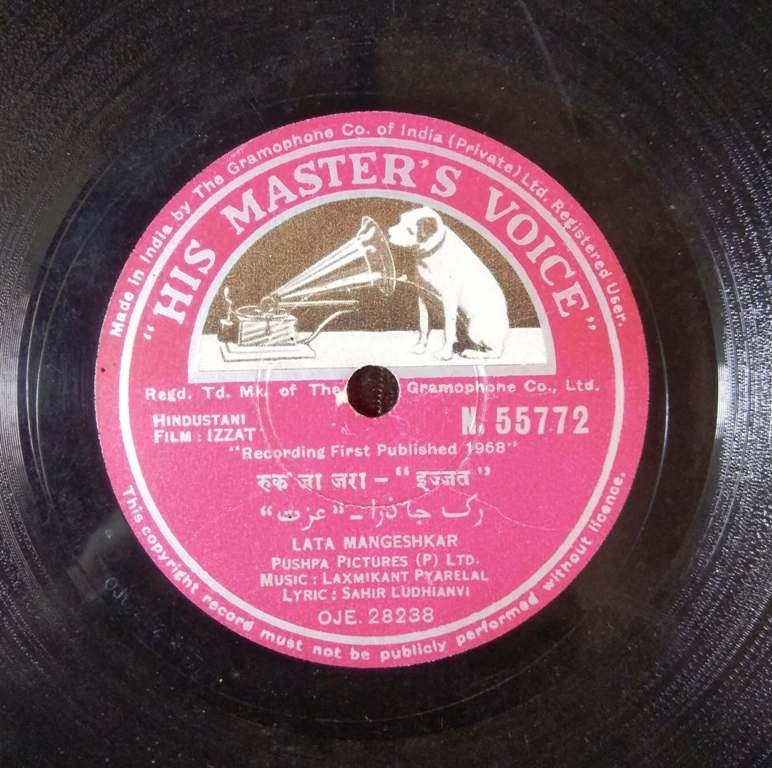 Made in India by The Gramophone Co. of India (Private) Ltd. Registered User.
"HIS MASTER'S VOICE"
Regd. Td. Mk. of The Gramophone Co., Ltd.
HINDUSTANI
FILM : IZZAT
N. 55772
"Recording First Published 1968"
रुक जा जरा - "इज्जत"
رک جا ذرا - "عزت"
LATA MANGESHKAR
PUSHPA PICTURES (P) LTD.
MUSIC : LAXMIKANT PYARELAL
LYRIC : SAHIR LUDHIANVI
OJE. 28238
This copyright record must not be publicly performed without licence.